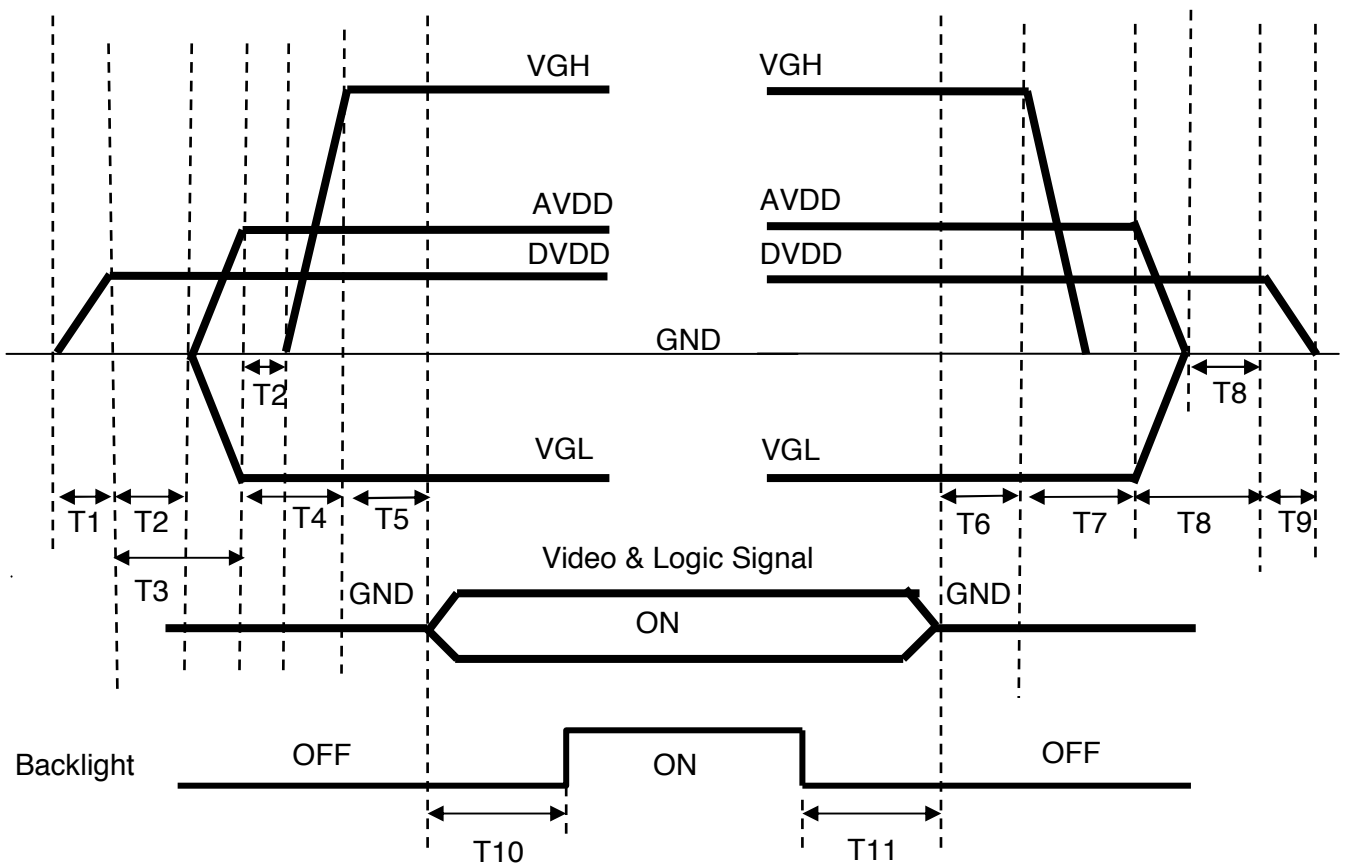 VGH
VGH
AVDD
AVDD
DVDD
DVDD
GND
T2
T8
VGL
VGL
T1
T2
T4
T5
T6
T7
T8
T9
T3
Video & Logic Signal
GND
ON
GND
Backlight
OFF
ON
OFF
T10
T11